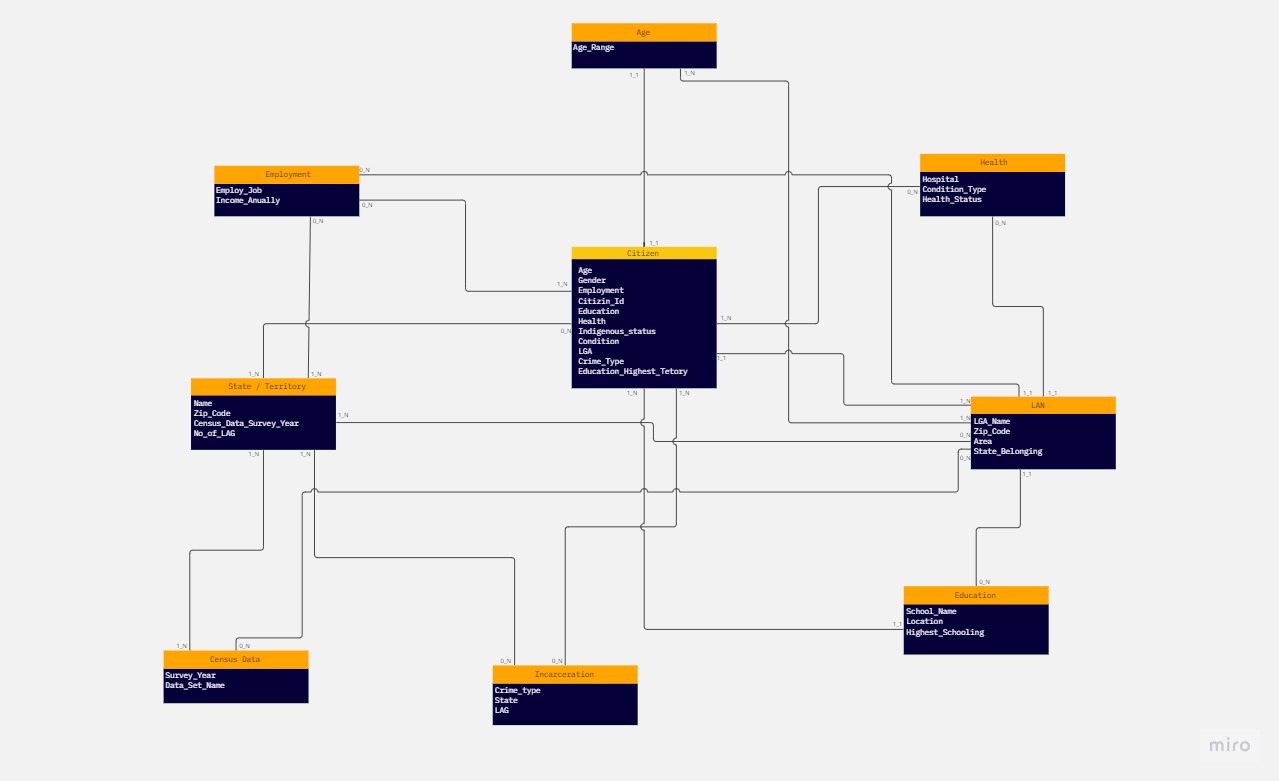 Age
Age_Range
1_1
1_N
Health
Hospital
Condition_Type
Health_Status
0_N
0_N
Employment
Employ_Job
Income_Anually
0_N
0_N
0_N
1_1
Citizen
Age
Gender
Employment
Citizin_Id
Education
Health
Indigenous_status
Condition
LGA
Crime_Type
Education_Highest_Tetory
1_N
0_N
1_N
1_1
1_N
1_N
1_N
1_N
State / Territory
Name
Zip_Code
Census_Data_Survey_Year
No_of_LAG
1_N
1_N
1_N
1_1
1_1
LAN
LGA_Name
Zip_Code
Area
State_Belonging
1_N
1_N
0_N
0_N
1_1
0_N
Education
School_Name
Location
Highest_Schooling
1_1
1_N
0_N
Census Data
Survey_Year
Data_Set_Name
0_N
0_N
Incarceration
Crime_type
State
LAG
miro